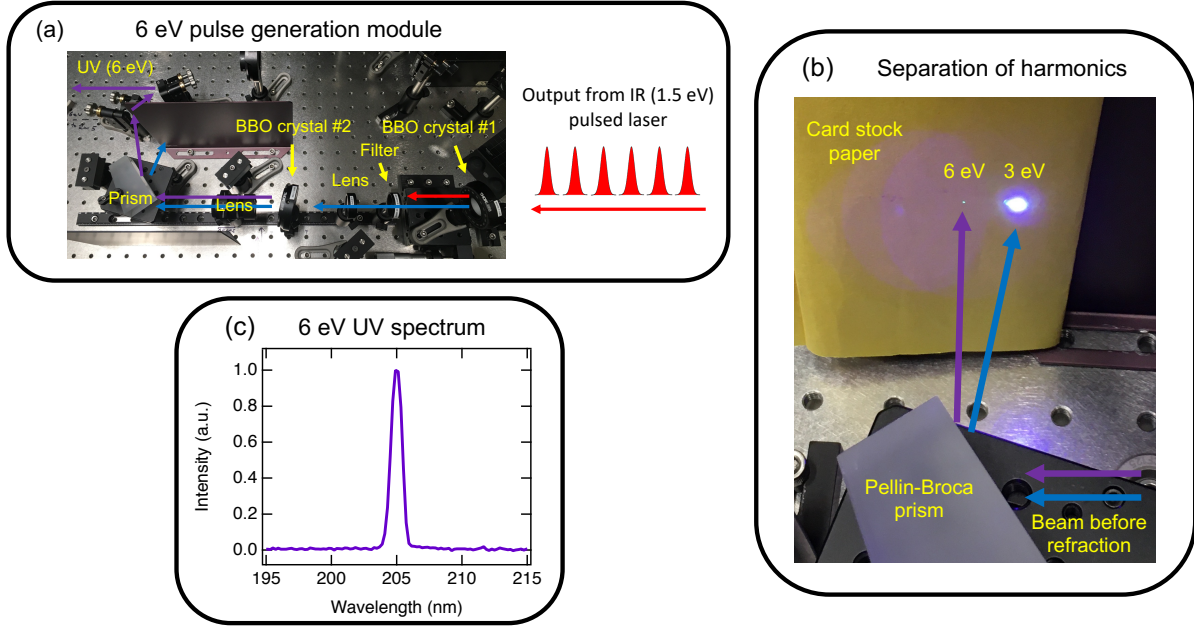 (a) 6 eV pulse generation module
UV (6 eV)
BBO crystal #2
BBO crystal #1
Filter
Lens
Prism
Lens
Output from IR (1.5 eV)
pulsed laser
(b) Separation of harmonics
Card stock
paper
6 eV
3 eV
Pellin-Broca
prism
Beam before
refraction
(c) 6 eV UV spectrum
Intensity (a.u.)
1.0
0.8
0.6
0.4
0.2
0.0
195 200 205 210 215
Wavelength (nm)